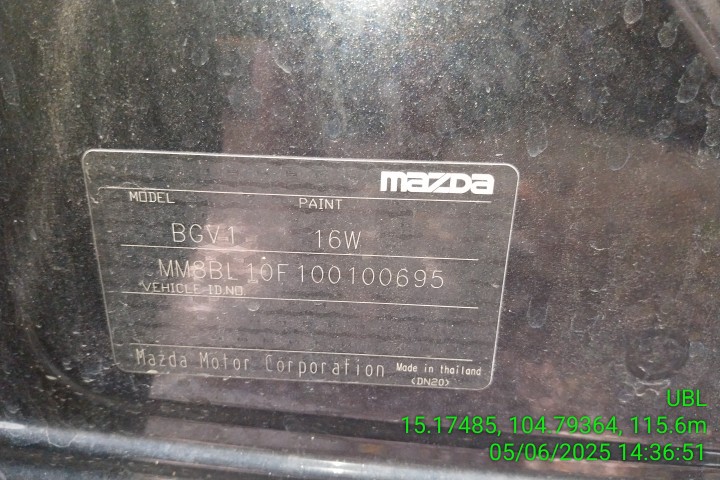 mazda
MODEL PAINT
BGV1 16W
MM8BL10F100100695
VEHICLE ID.NO.
Mazda Motor Corporation Made in thailand
<DN20>
UBL
15.17485, 104.79364, 115.6m
05/06/2025 14:36:51